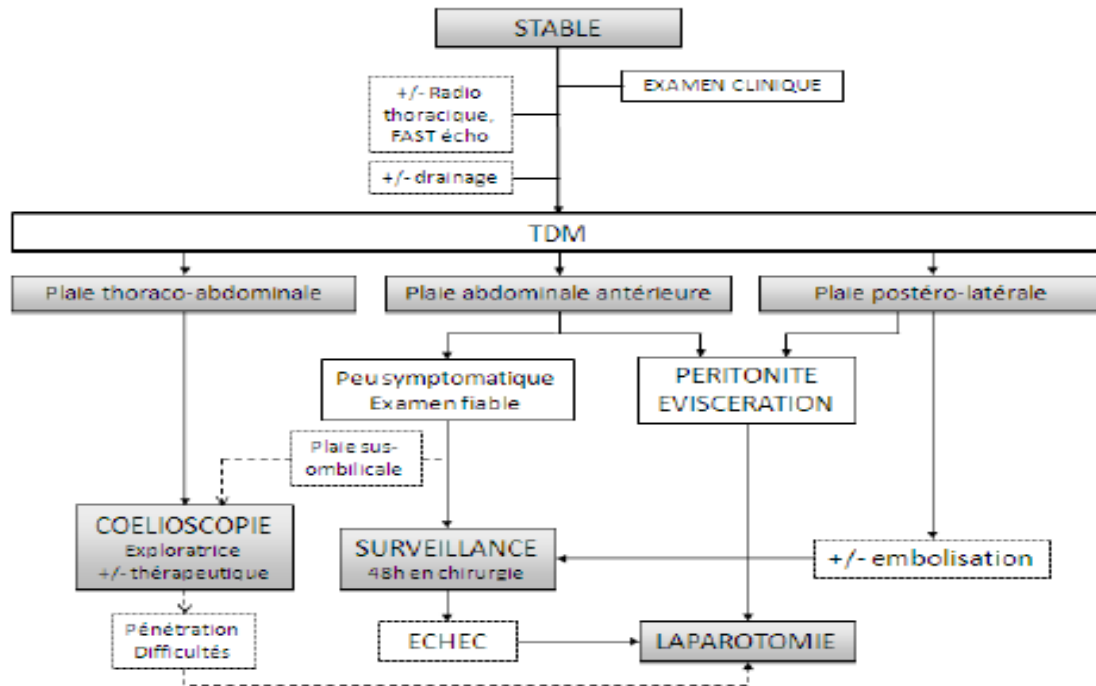 STABLE
+/- Radio
thoracique,
FAST écho
EXAMEN CLINIQUE
+/- drainage
TDM
Plaie thoraco-abdominale
Plaie abdominale antérieure
Plaie postéro-latérale
Peu symptomatique
Examen fiable
PERITONITE
EVISCERATION
Plaie sus-
ombilicale
COELIOSCOPIE
Exploratrice
+/- thérapeutique
SURVEILLANCE
48h en chirurgie
+/- embolisation
Pénétration
Difficultés
ECHEC
LAPAROTOMIE